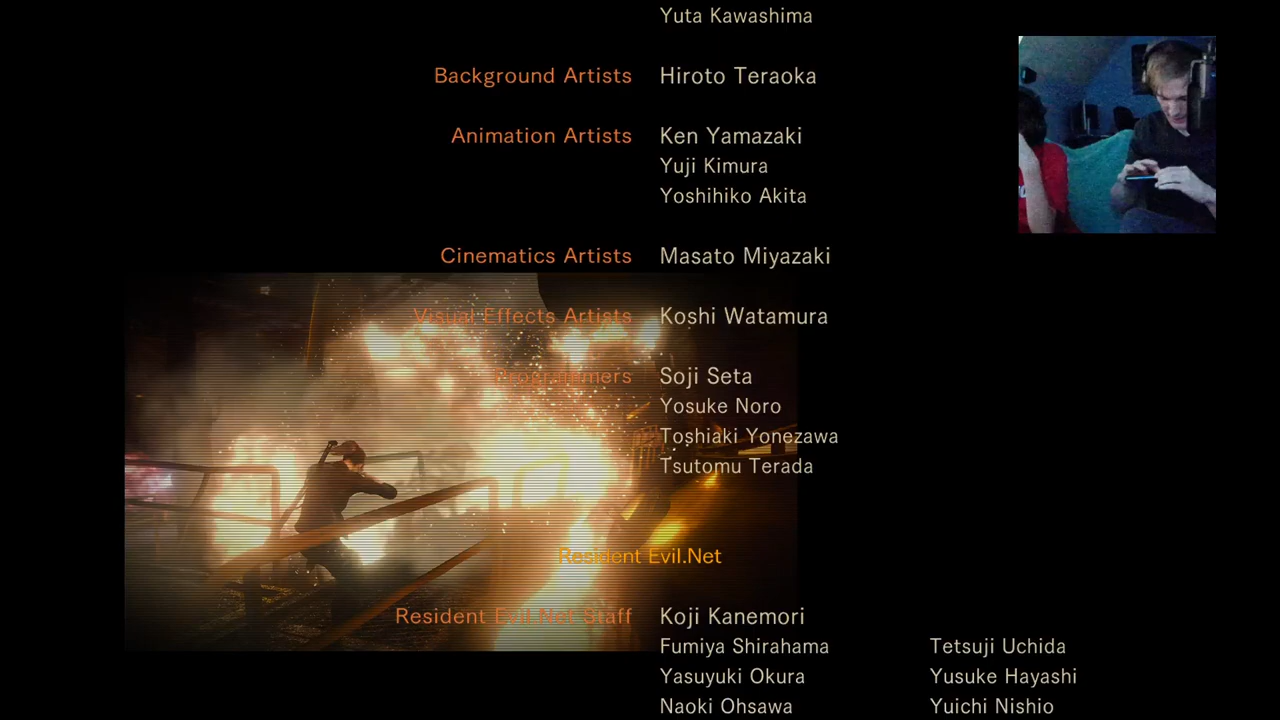 Yuta Kawashima
Background Artists Hiroto Teraoka
Animation Artists Ken Yamazaki
Yuji Kimura
Yoshihiko Akita
Cinematics Artists Masato Miyazaki
Visual Effects Artists Koshi Watamura
Programmers Soji Seta
Yosuke Noro
Toshiaki Yonezawa
Tsutomu Terada
Resident Evil.Net
Resident Evil.Net Staff Koji Kanemori
Fumiya Shirahama Tetsuji Uchida
Yasuyuki Okura Yusuke Hayashi
Naoki Ohsawa Yuichi Nishio